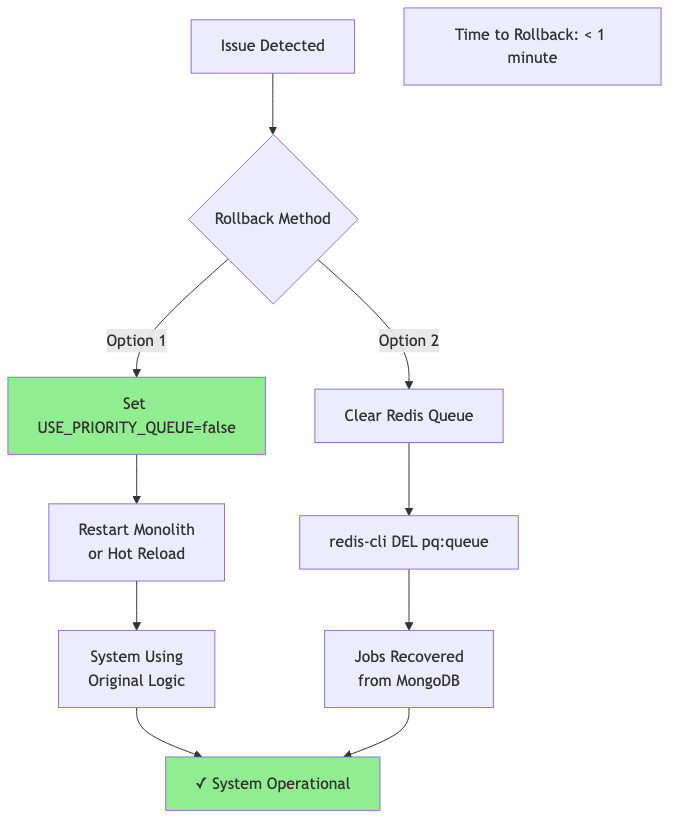 Issue Detected
Time to Rollback: < 1
minute
Rollback Method
Option 1
Option 2
Set
USE_PRIORITY_QUEUE=false
Clear Redis Queue
Restart Monolith
or Hot Reload
redis-cli DEL pq:queue
System Using
Original Logic
Jobs Recovered
from MongoDB
✓ System Operational